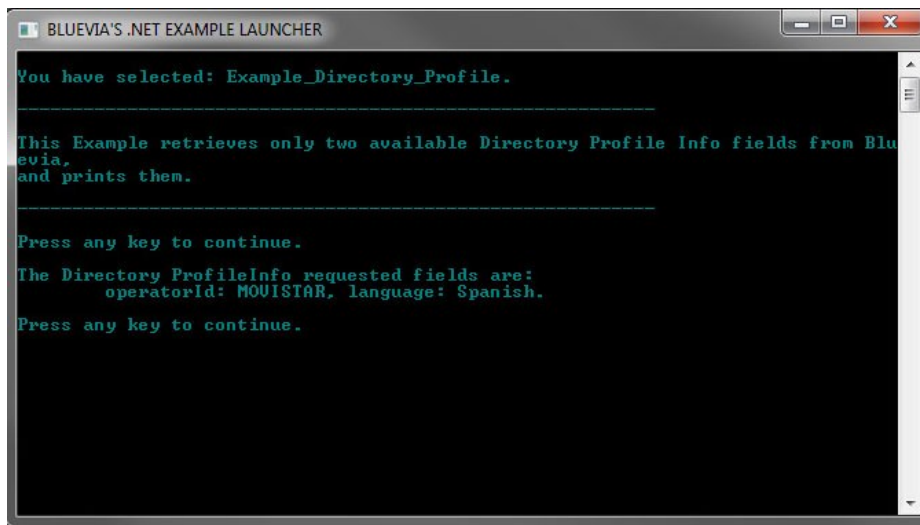 BLUEVIA'S .NET EXAMPLE LAUNCHER
You have selected: Example_Directory_Profile.
----------------------------------------------------------
This Example retrieves only two available Directory Profile Info fields from Blu
evia,
and prints them.
----------------------------------------------------------
Press any key to continue.
The Directory ProfileInfo requested fields are:
operatorId: MOVISTAR, language: Spanish.
Press any key to continue.